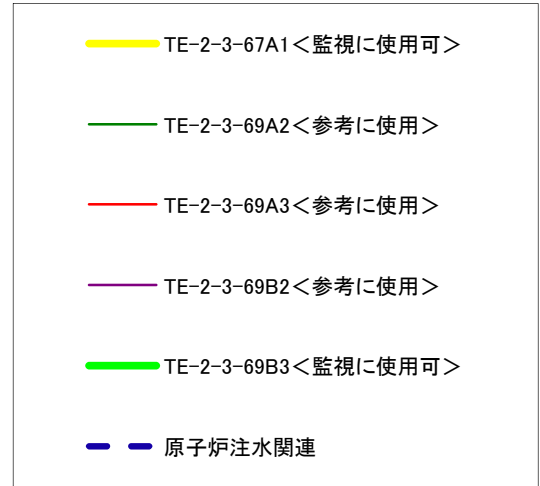 TE-2-3-67A1＜監視に使用可＞
TE-2-3-69A2＜参考に使用＞
TE-2-3-69A3＜参考に使用＞
TE-2-3-69B2＜参考に使用＞
TE-2-3-69B3＜監視に使用可＞
原子炉注水関連